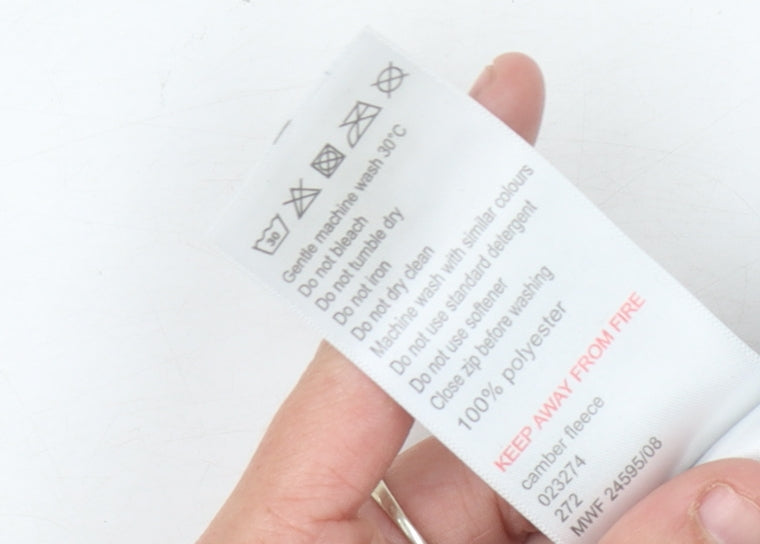 30
Gentle machine wash 30°C
Do not bleach
Do not tumble dry
Do not iron
Do not dry clean
Machine wash with similar colours
Do not use standard detergent
Do not use softener
Close zip before washing
100% polyester
KEEP AWAY FROM FIRE
camber fleece
023274
272
MWF 24595/08